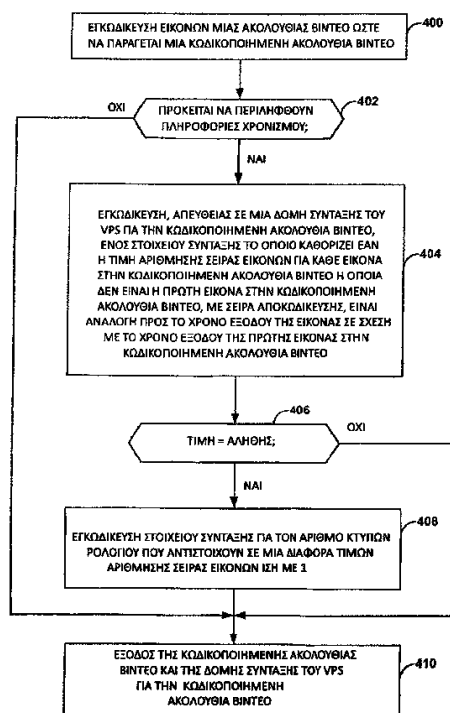 ΕΓΚΩΔΙΚΕΥΣΗ ΕΙΚΟΝΩΝ ΜΙΑΣ ΑΚΟΛΟΥΘΙΑΣ ΒΙΝΤΕΟ ΩΣΤΕ
ΝΑ ΠΑΡΑΓΕΤΑΙ ΜΙΑ ΚΩΔΙΚΟΠΟΙΗΜΕΝΗ ΑΚΟΛΟΥΘΙΑ ΒΙΝΤΕΟ
400
ΟΧΙ
ΠΡΟΚΕΙΤΑΙ ΝΑ ΠΕΡΙΛΗΦΘΟΥΝ
ΠΛΗΡΟΦΟΡΙΕΣ ΧΡΟΝΙΣΜΟΥ;
402
ΝΑΙ
ΕΓΚΩΔΙΚΕΥΣΗ, ΑΠΕΥΘΕΙΑΣ ΣΕ ΜΙΑ ΔΟΜΗ ΣΥΝΤΑΞΗΣ ΤΟΥ
VPS ΓΙΑ ΤΗΝ ΚΩΔΙΚΟΠΟΙΗΜΕΝΗ ΑΚΟΛΟΥΘΙΑ ΒΙΝΤΕΟ,
ΕΝΟΣ ΣΤΟΙΧΕΙΟΥ ΣΥΝΤΑΞΗΣ ΤΟ ΟΠΟΙΟ ΚΑΘΟΡΙΖΕΙ ΕΑΝ
Η ΤΙΜΗ ΑΡΙΘΜΗΣΗΣ ΣΕΙΡΑΣ ΕΙΚΟΝΩΝ ΓΙΑ ΚΑΘΕ ΕΙΚΟΝΑ
ΣΤΗΝ ΚΩΔΙΚΟΠΟΙΗΜΕΝΗ ΑΚΟΛΟΥΘΙΑ ΒΙΝΤΕΟ Η ΟΠΟΙΑ
ΔΕΝ ΕΙΝΑΙ Η ΠΡΩΤΗ ΕΙΚΟΝΑ ΣΤΗΝ ΚΩΔΙΚΟΠΟΙΗΜΕΝΗ
ΑΚΟΛΟΥΘΙΑ ΒΙΝΤΕΟ, ΜΕ ΣΕΙΡΑ ΑΠΟΚΩΔΙΚΕΥΣΗΣ, ΕΙΝΑΙ
ΑΝΑΛΟΓΗ ΠΡΟΣ ΤΟ ΧΡΟΝΟ ΕΞΟΔΟΥ ΤΗΣ ΕΙΚΟΝΑΣ ΣΕ ΣΧΕΣΗ
ΜΕ ΤΟ ΧΡΟΝΟ ΕΞΟΔΟΥ ΤΗΣ ΠΡΩΤΗΣ ΕΙΚΟΝΑΣ ΣΤΗΝ
ΚΩΔΙΚΟΠΟΙΗΜΕΝΗ ΑΚΟΛΟΥΘΙΑ ΒΙΝΤΕΟ
404
406
ΤΙΜΗ = ΑΛΗΘΗΣ;
ΟΧΙ
ΝΑΙ
ΕΓΚΩΔΙΚΕΥΣΗ ΣΤΟΙΧΕΙΟΥ ΣΥΝΤΑΞΗΣ ΓΙΑ ΤΟΝ ΑΡΙΘΜΟ ΚΤΥΠΩΝ
ΡΟΛΟΓΙΟΥ ΠΟΥ ΑΝΤΙΣΤΟΙΧΟΥΝ ΣΕ ΜΙΑ ΔΙΑΦΟΡΑ ΤΙΜΩΝ
ΑΡΙΘΜΗΣΗΣ ΣΕΙΡΑΣ ΕΙΚΟΝΩΝ ΙΣΗ ΜΕ 1
408
ΕΞΟΔΟΣ ΤΗΣ ΚΩΔΙΚΟΠΟΙΗΜΕΝΗΣ ΑΚΟΛΟΥΘΙΑΣ
ΒΙΝΤΕΟ ΚΑΙ ΤΗΣ ΔΟΜΗΣ ΣΥΝΤΑΞΗΣ ΤΟΥ VPS
ΓΙΑ ΤΗΝ ΚΩΔΙΚΟΠΟΙΗΜΕΝΗ
ΑΚΟΛΟΥΘΙΑ ΒΙΝΤΕΟ
410